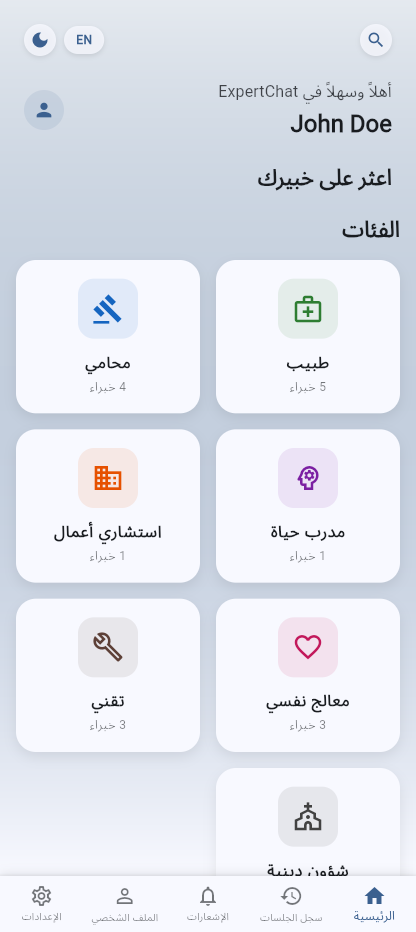 EN
أهلاً وسهلاً في ExpertChat
John Doe
اعثر على خبيرك
الفئات
طبيب
5 خبراء
محامي
4 خبراء
مدرب حياة
1 خبراء
استشاري أعمال
1 خبراء
معالج نفسي
3 خبراء
تقني
3 خبراء
شؤون دينية
الرئيسية
سجل الجلسات
الإشعارات
الملف الشخصي
الإعدادات